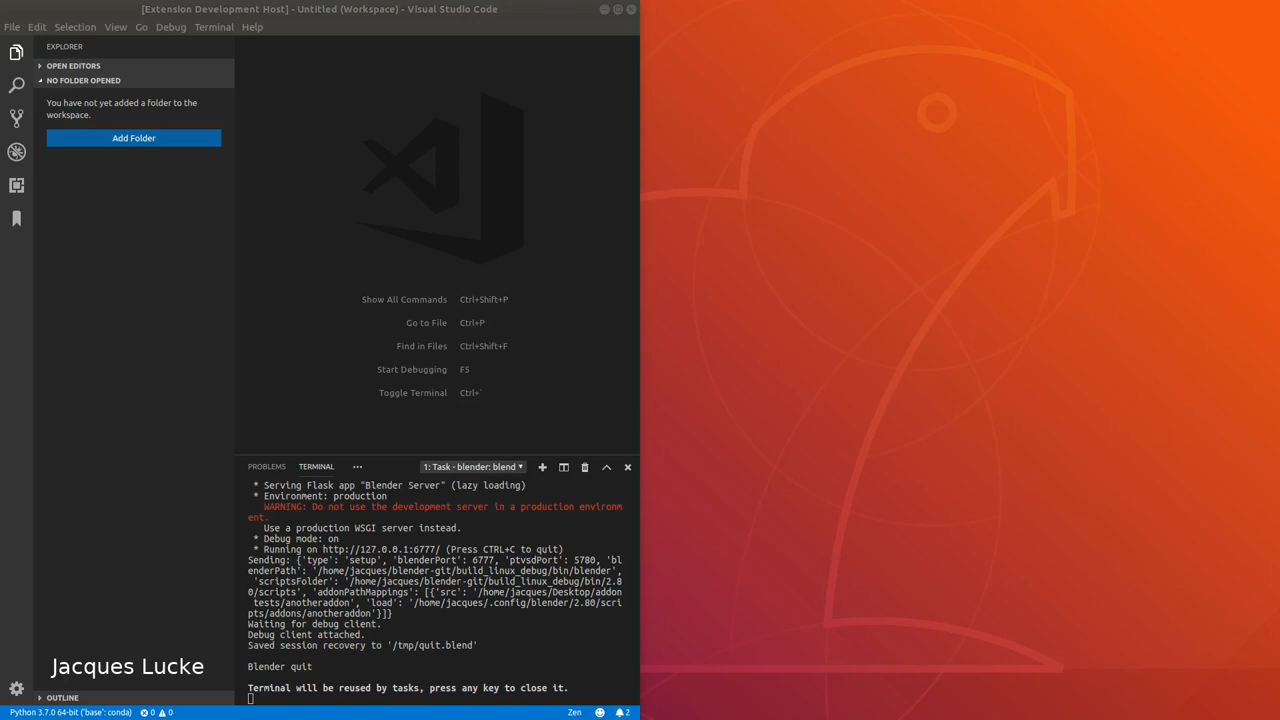 [Extension Development Host] - Untitled (Workspace) - Visual Studio Code
File Edit Selection View Go Debug Terminal Help
EXPLORER
OPEN EDITORS
NO FOLDER OPENED
You have not yet added a folder to the
workspace.
Add Folder
Show All Commands Ctrl+Shift+P
Go to File Ctrl+P
Find in Files Ctrl+Shift+F
Start Debugging F5
Toggle Terminal Ctrl+`
PROBLEMS TERMINAL ··· 1: Task - blender: blend
* Serving Flask app "Blender Server" (lazy loading)
* Environment: production
WARNING: Do not use the development server in a production environm
ent.
Use a production WSGI server instead.
* Debug mode: on
* Running on http://127.0.0.1:6777/ (Press CTRL+C to quit)
Sending: {'type': 'setup', 'blenderPort': 6777, 'ptvsdPort': 5780, 'bl
enderPath': '/home/jacques/blender-git/build_linux_debug/bin/blender',
'scriptsFolder': '/home/jacques/blender-git/build_linux_debug/bin/2.8
0/scripts', 'addonPathMappings': [{'src': '/home/jacques/Desktop/addon
tests/anotheraddon', 'load': '/home/jacques/.config/blender/2.80/scri
pts/addons/anotheraddon'}]}
Waiting for debug client.
Debug client attached.
Saved session recovery to '/tmp/quit.blend'
Blender quit
Terminal will be reused by tasks, press any key to close it.
Jacques Lucke
OUTLINE
Python 3.7.0 64-bit ('base': conda) 0 0 Zen 2